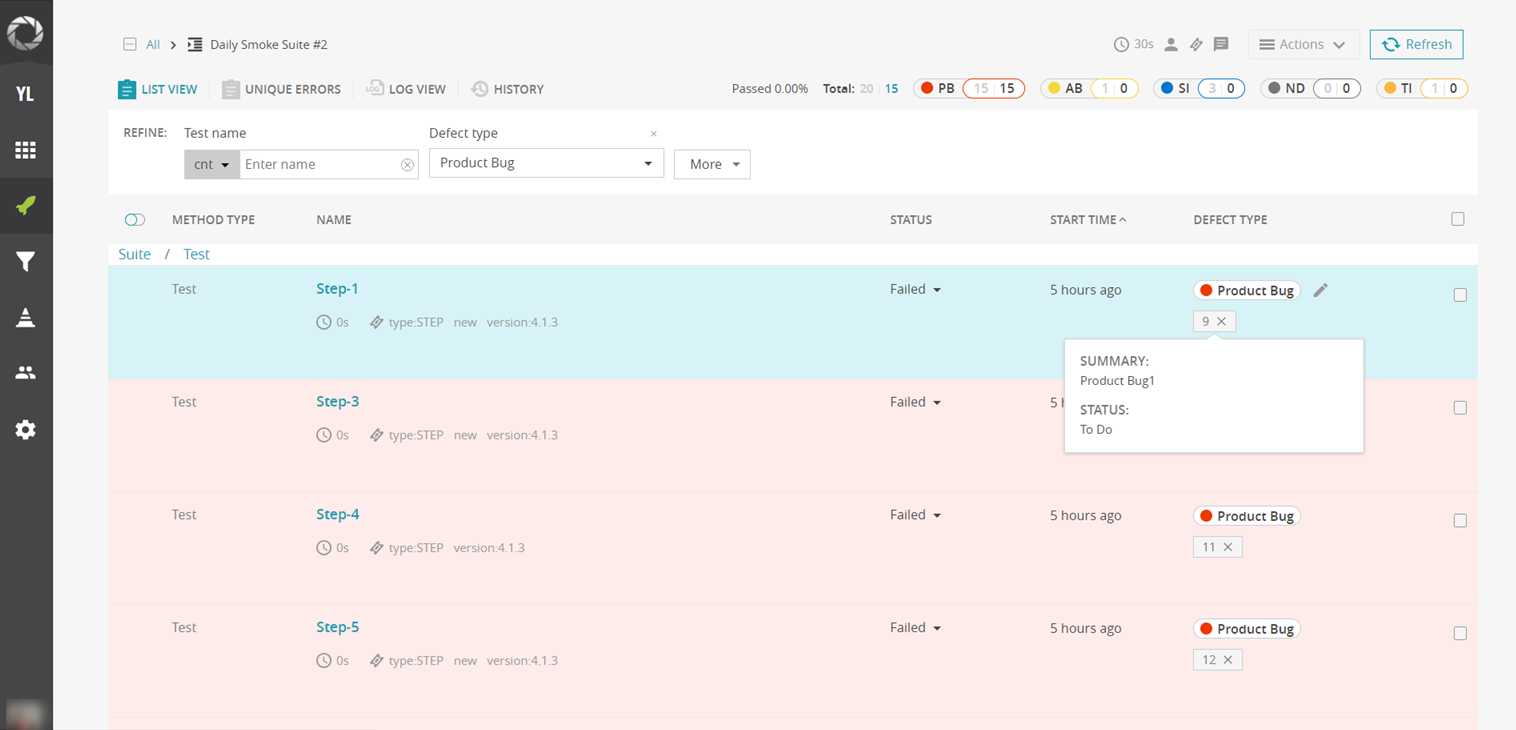 All > Daily Smoke Suite #2 30s Actions Refresh
YL
LIST VIEW UNIQUE ERRORS LOG LOG VIEW HISTORY Passed 0.00% Total: 20 15 PB 15 15 AB 1 0 SI 3 0 ND 0 0 TI 1 0
REFINE: Test name Defect type ×
cnt Enter name Product Bug More
METHOD TYPE NAME STATUS START TIME DEFECT TYPE
Suite / Test
Test Step-1 Failed 5 hours ago Product Bug
0s type:STEP new version:4.1.3 9 ×
SUMMARY:
Product Bug1
STATUS:
To Do
Test Step-3 Failed 5
0s type:STEP new version:4.1.3
Test Step-4 Failed 5 hours ago Product Bug
0s type:STEP version:4.1.3 11 ×
Test Step-5 Failed 5 hours ago Product Bug
0s type:STEP new version:4.1.3 12 ×